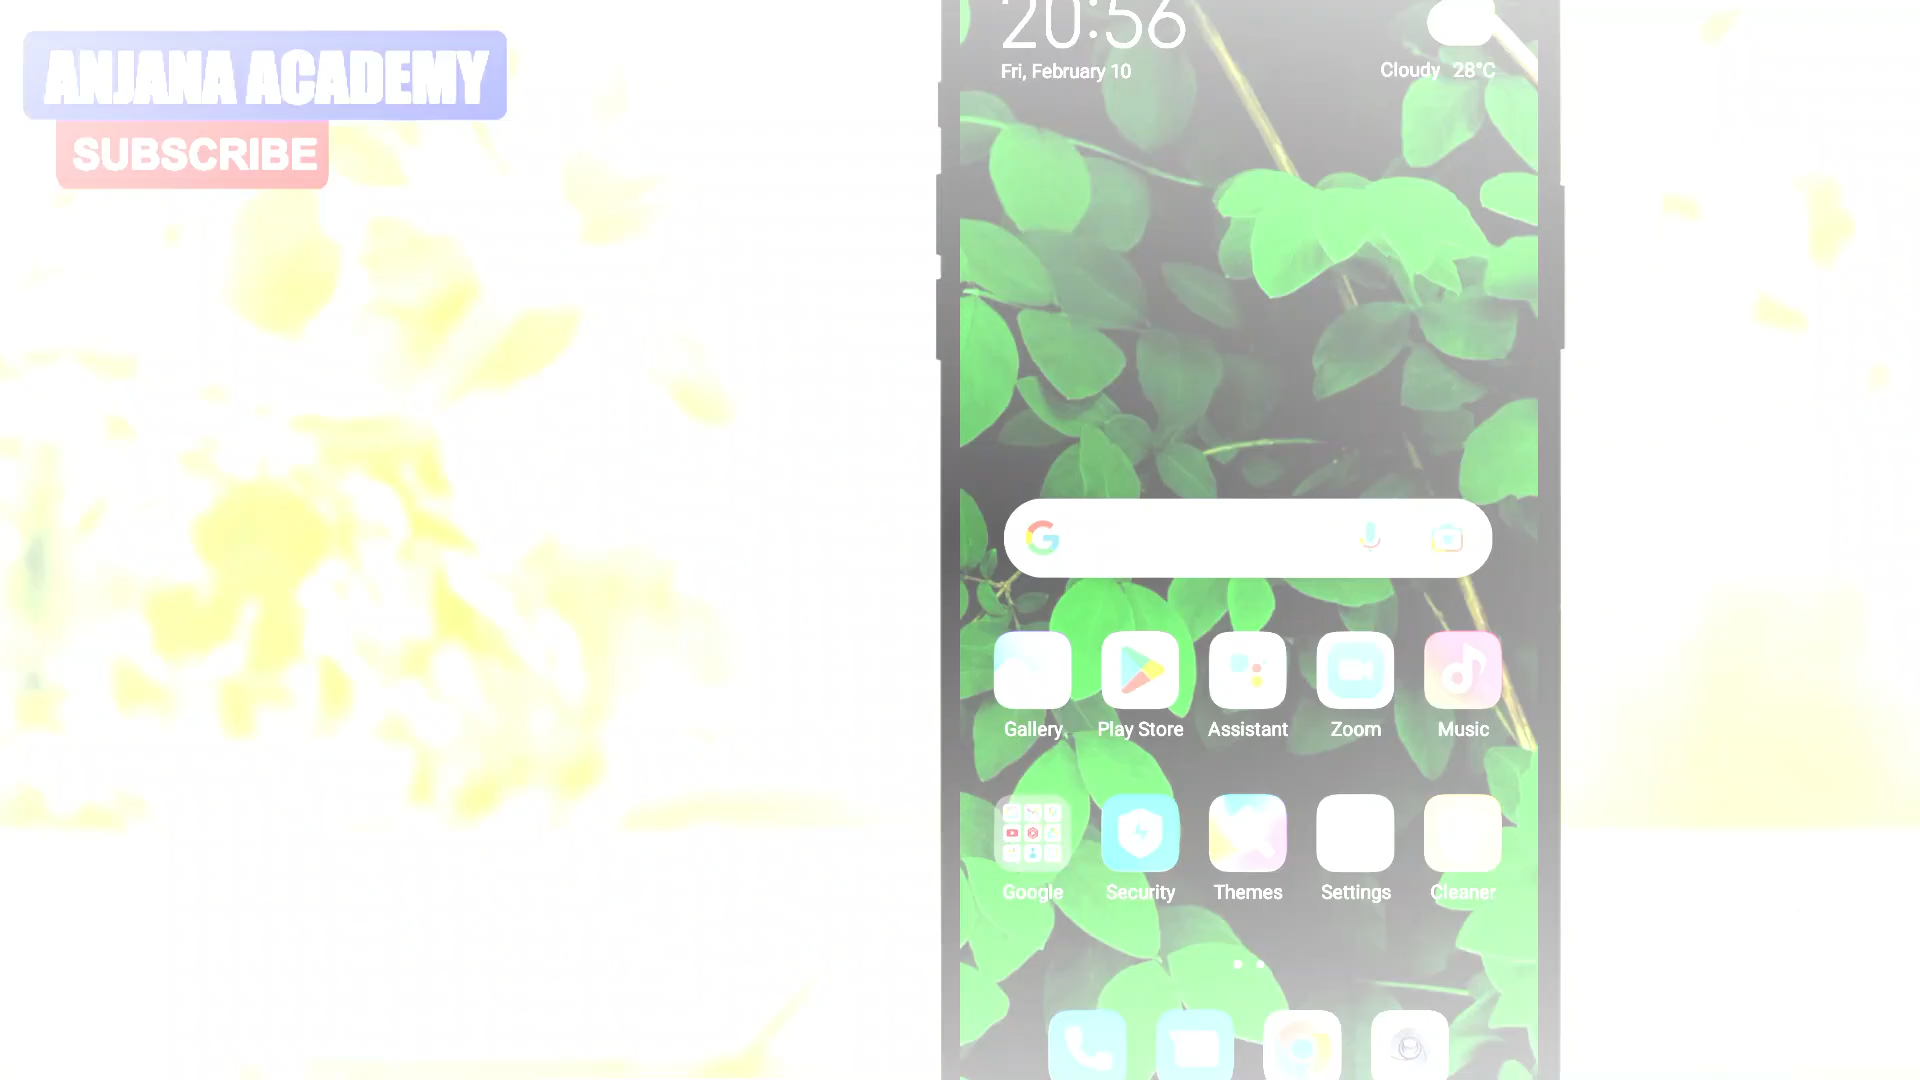 ANJANA ACADEMY
SUBSCRIBE
20:56
Fri, February 10
Cloudy 28°C
Gallery Play Store Assistant Zoom Music
Google Security Themes Settings Cleaner